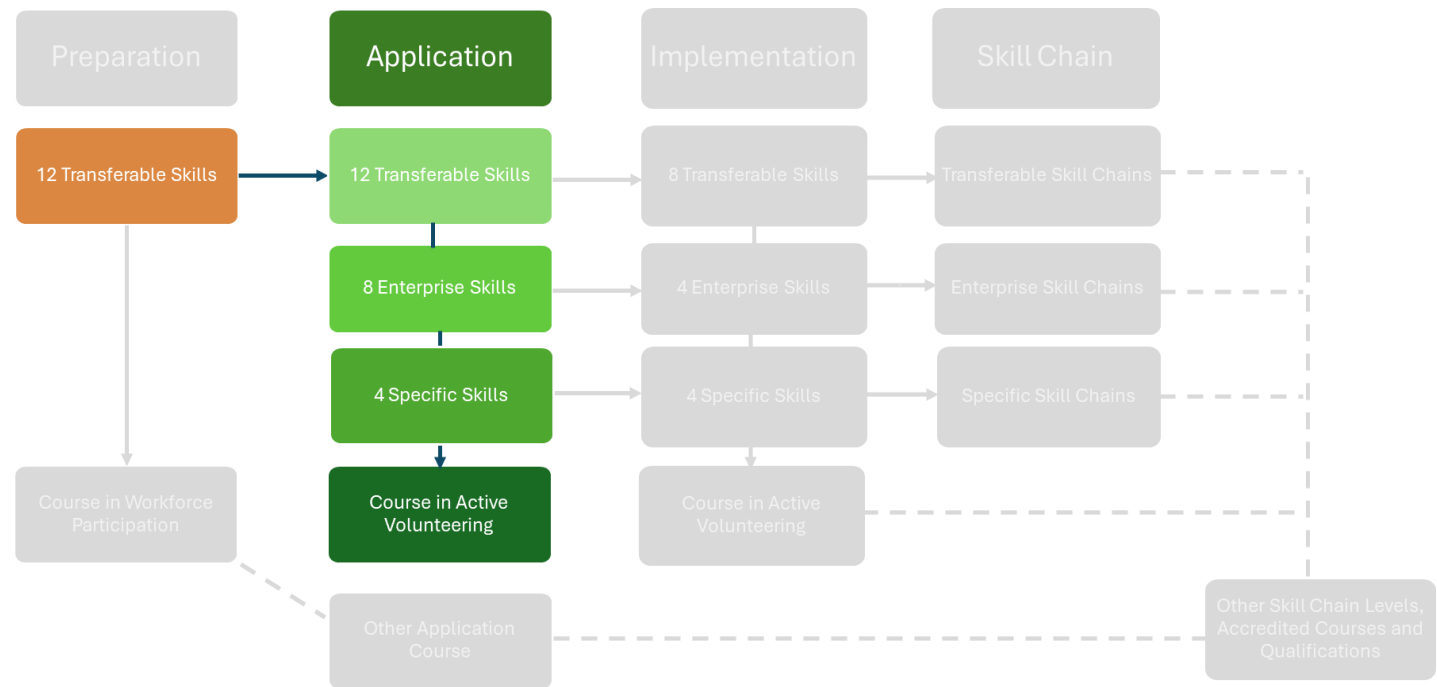 Preparation
Application
Implementation
Skill Chain
12 Transferable Skills
12 Transferable Skills
8 Transferable Skills
Transferable Skill Chains
8 Enterprise Skills
4 Enterprise Skills
Enterprise Skill Chains
4 Specific Skills
4 Specific Skills
Specific Skill Chains
Course in Workforce
Participation
Course in Active
Volunteering
Course in Active
Volunteering
Other Application
Course
Other Skill Chain Levels,
Accredited Courses and
Qualifications